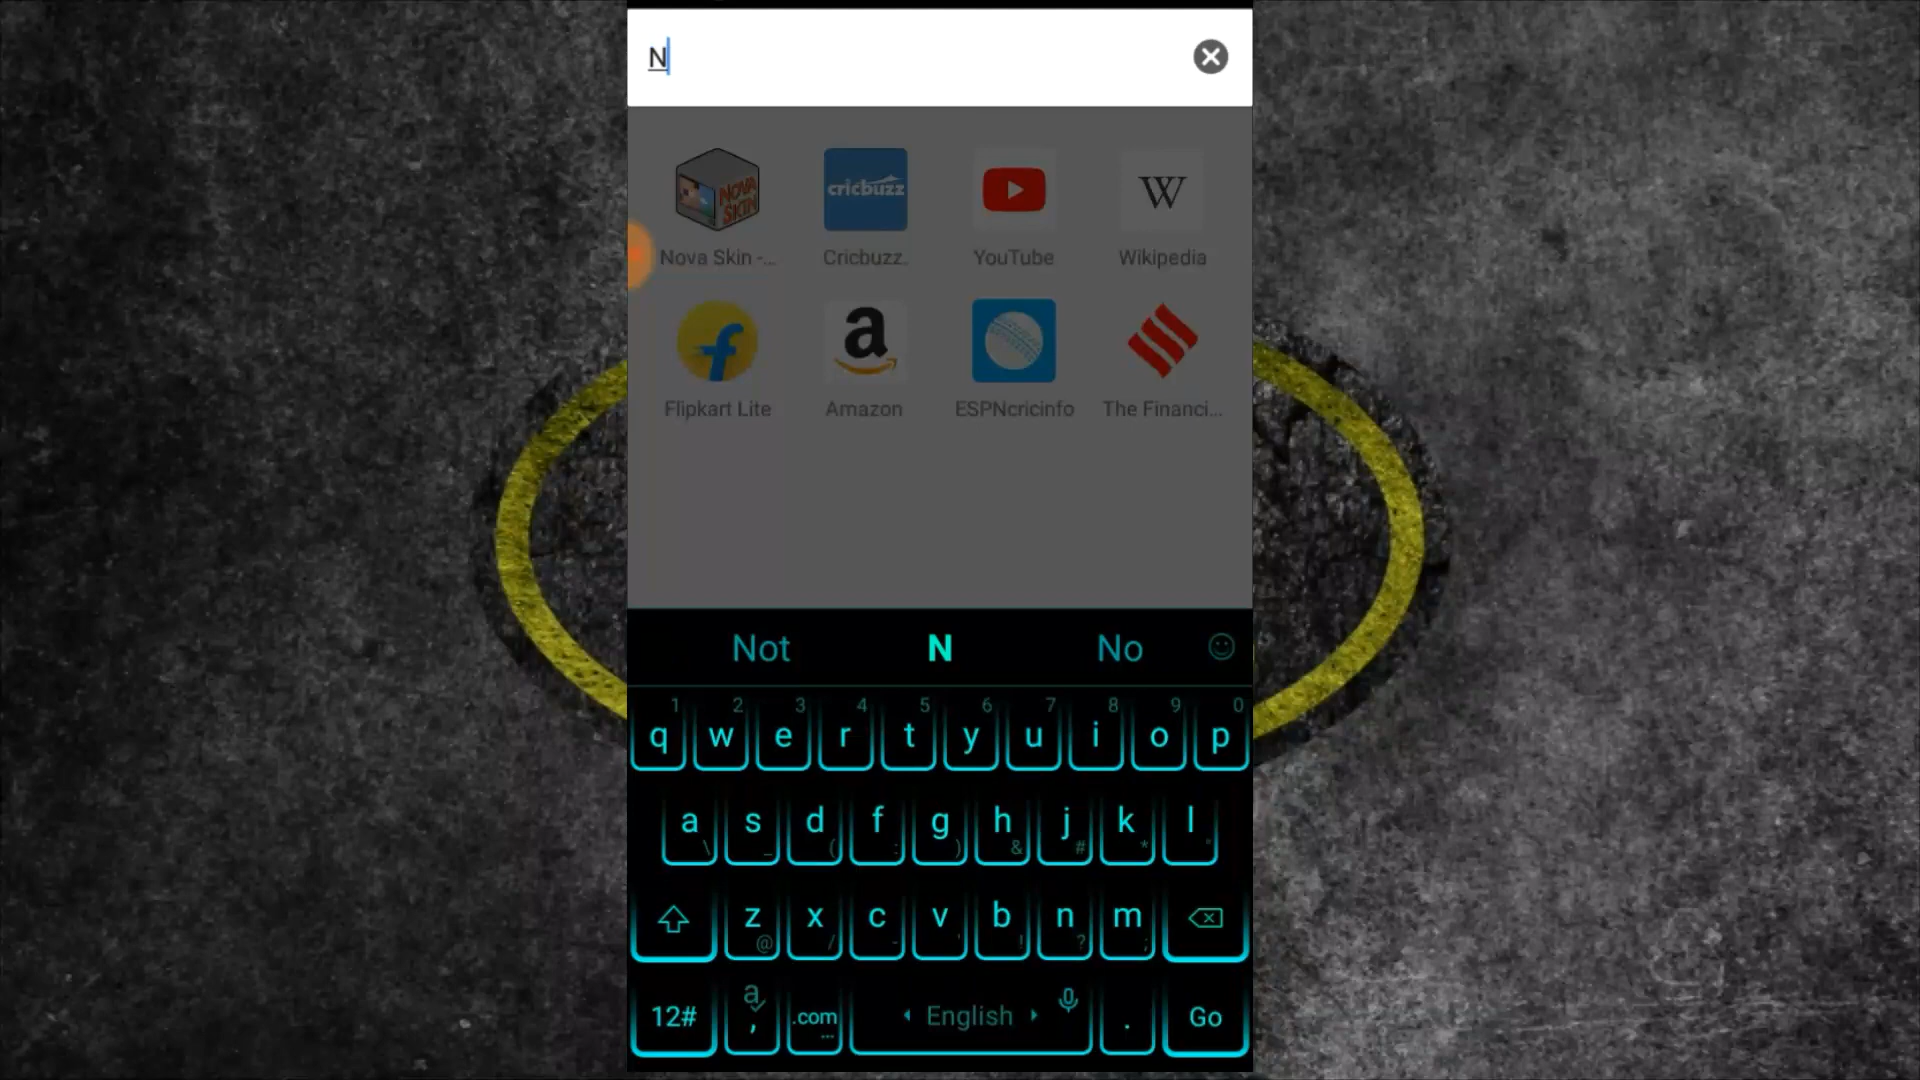 N
NOVA SKIN
cricbuzz
W
Nova Skin -...
Cricbuzz.
YouTube
Wikipedia
f
a
Flipkart Lite
Amazon
ESPNcricinfo
The Financi...
Not N No
1 2 3 4 5 6 7 8 9 0
q w e r t y u i o p
a s d f g h j k l
\ _ ( : ) & # * "
z x c v b n m
@ / - ' ! ? ;
12# a , .com ... English . Go